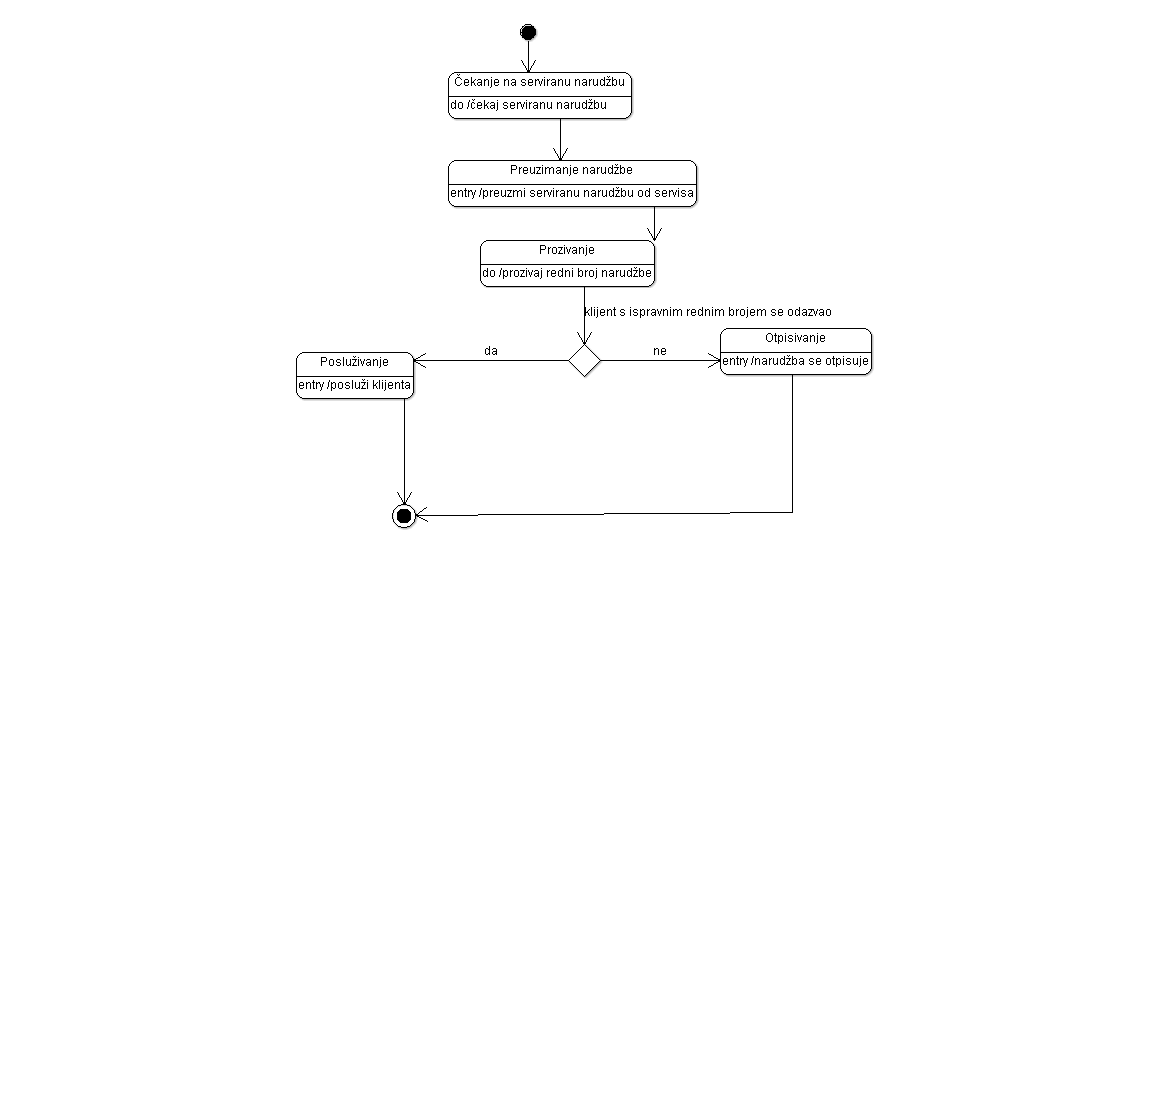 Čekanje na serviranu narudžbu
do /čekaj serviranu narudžbu
Preuzimanje narudžbe
entry /preuzmi serviranu narudžbu od servisa
Prozivanje
do /prozivaj redni broj narudžbe
klijent s ispravnim rednim brojem se odazvao
Otpisivanje
entry /narudžba se otpisuje
da
ne
Posluživanje
entry /posluži klijenta